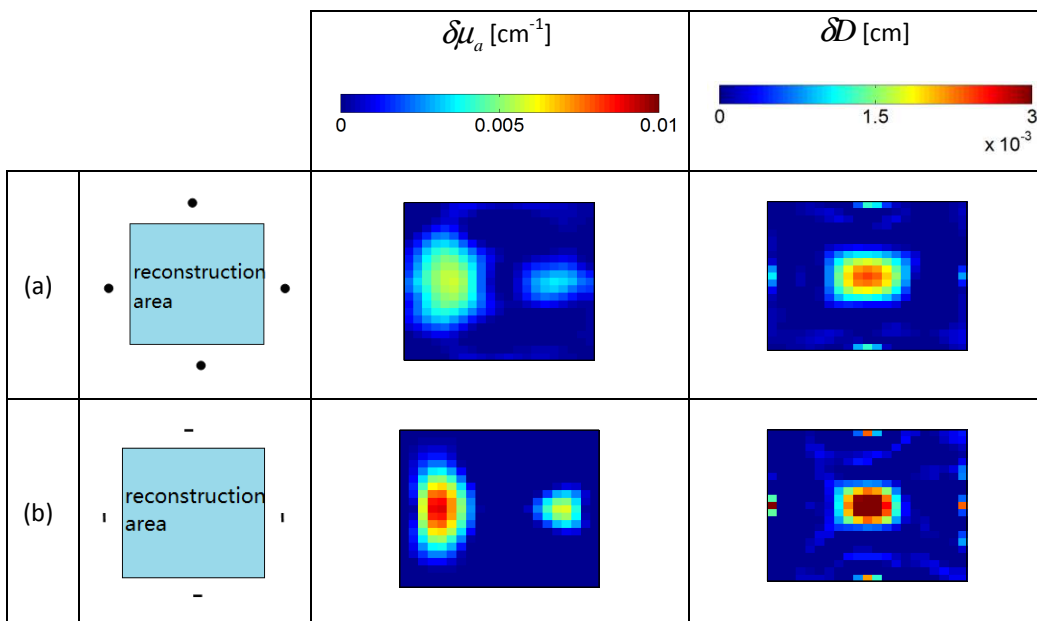 δμₐ [cm⁻¹]
0 0.005 0.01
δD [cm]
0 1.5 3
x 10⁻³
(a)
reconstruction
area
(b)
reconstruction
area